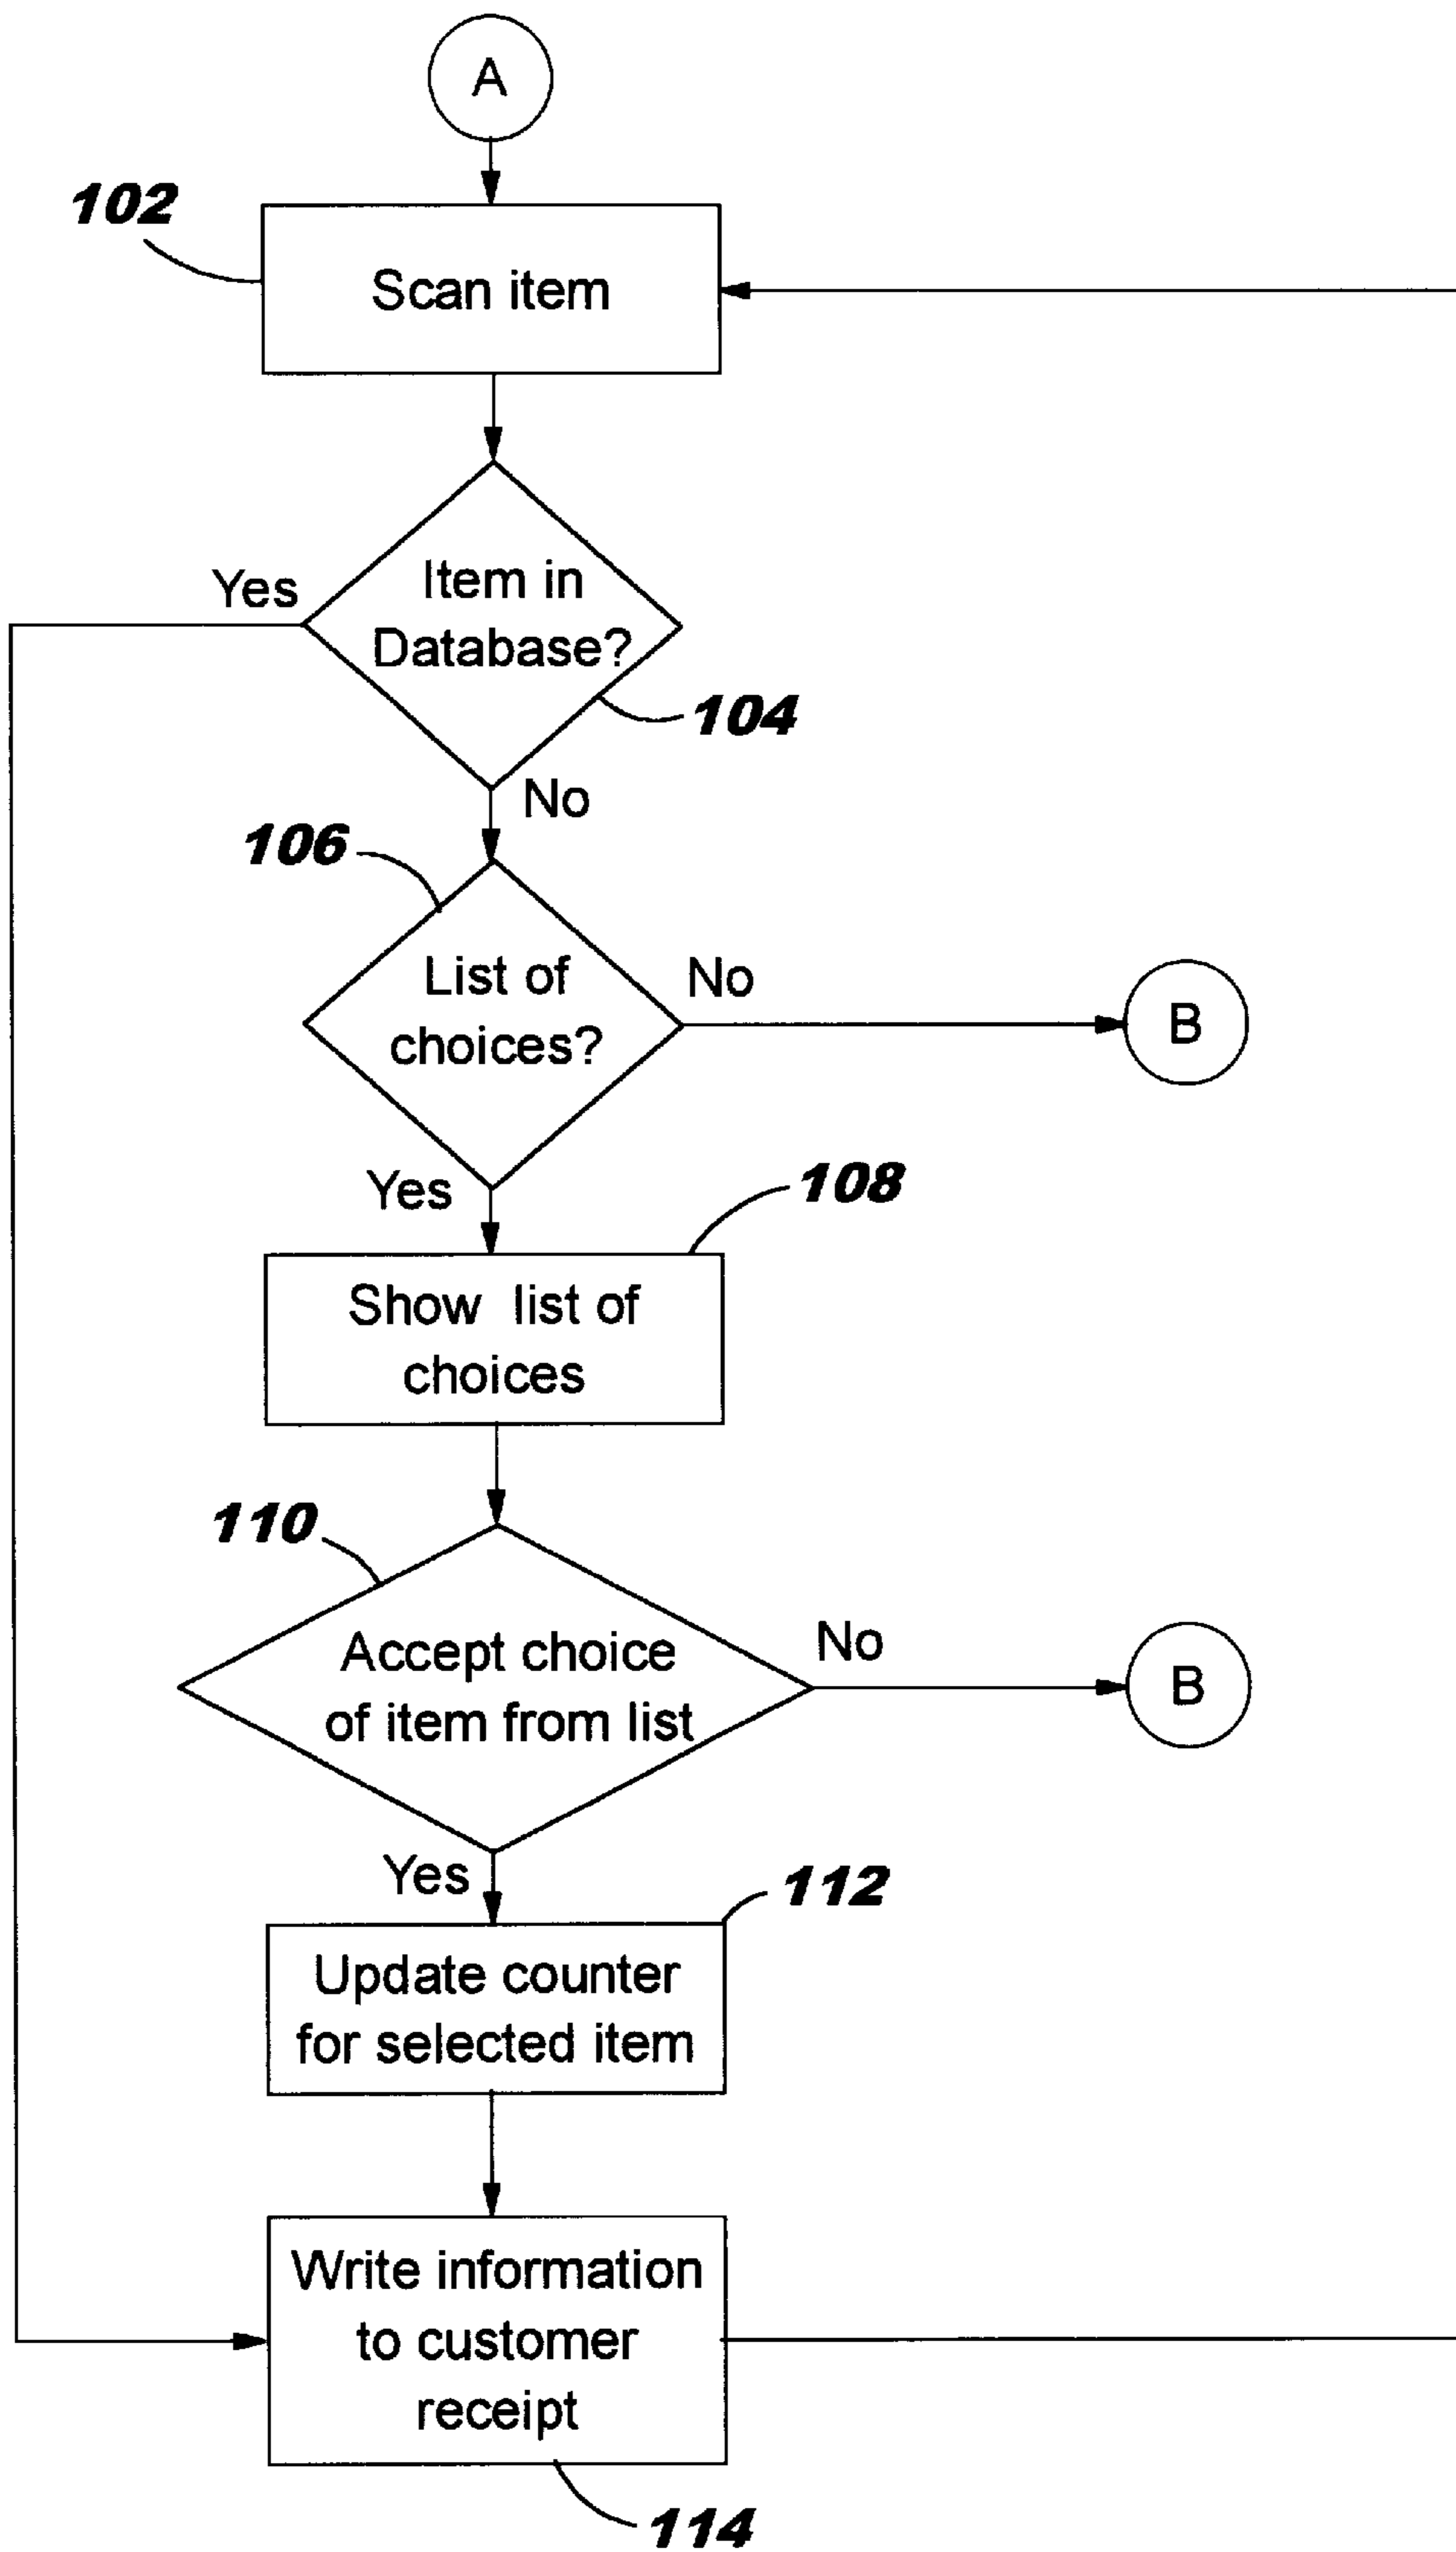 A
102
Scan item
Yes
Item in
Database?
104
No
106
List of
choices?
No
B
Yes
108
Show list of
choices
110
Accept choice
of item from list
No
B
Yes
112
Update counter
for selected item
Write information
to customer
receipt
114